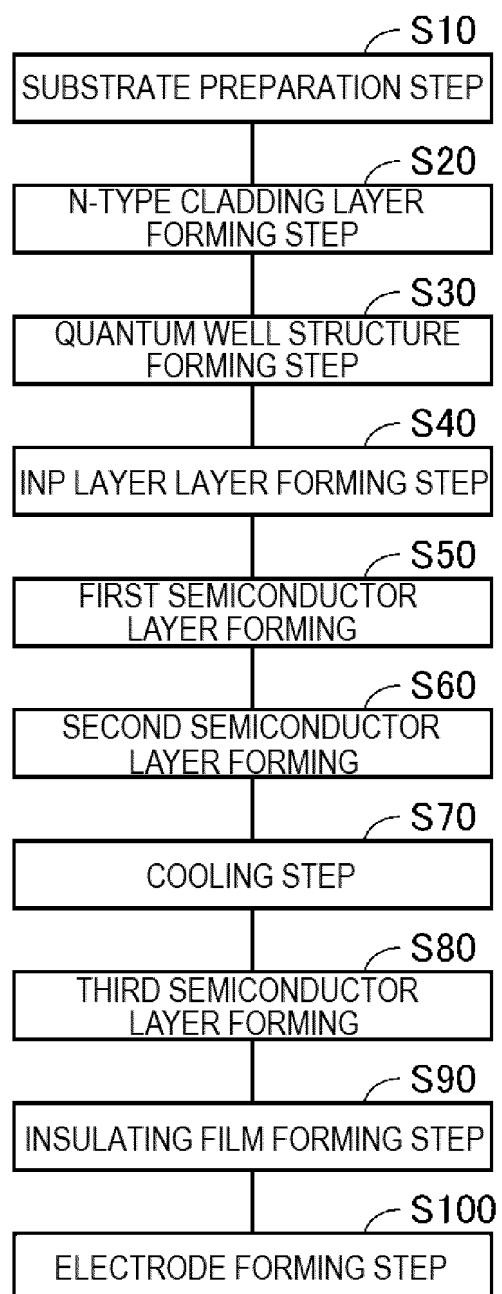 S10
SUBSTRATE PREPARATION STEP
S20
N-TYPE CLADDING LAYER
FORMING STEP
S30
QUANTUM WELL STRUCTURE
FORMING STEP
S40
INP LAYER LAYER FORMING STEP
S50
FIRST SEMICONDUCTOR
LAYER FORMING
S60
SECOND SEMICONDUCTOR
LAYER FORMING
S70
COOLING STEP
S80
THIRD SEMICONDUCTOR
LAYER FORMING
S90
INSULATING FILM FORMING STEP
S100
ELECTRODE FORMING STEP